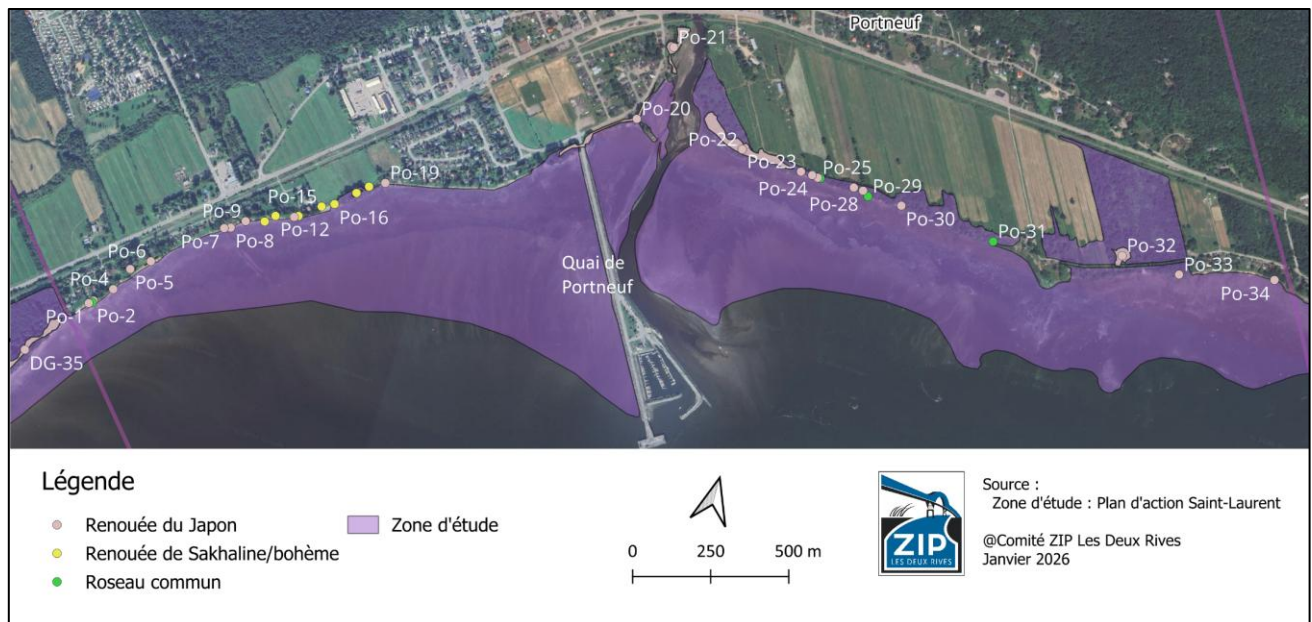 Portneuf
Po-21
Po-20
Po-22
Po-23
Po-25
Po-24
Po-29
Po-28
Po-30
Po-19
Po-15
Po-16
Po-9
Po-12
Po-7
Po-8
Po-6
Po-31
Po-32
Po-33
Po-34
Po-4
Po-5
Quai de
Portneuf
Po-1
Po-2
DG-35
Légende
Renouée du Japon
Renouée de Sakhaline/bohème
Roseau commun
Zone d'étude
0 250 500 m
ZIP
LES DEUX RIVES
Source :
Zone d'étude : Plan d'action Saint-Laurent
@Comité ZIP Les Deux Rives
Janvier 2026